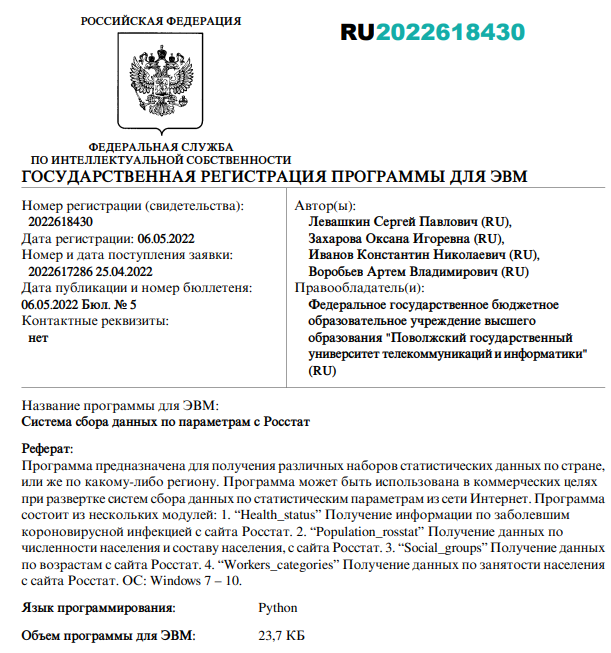 РОССИЙСКАЯ ФЕДЕРАЦИЯ
RU2022618430
ФЕДЕРАЛЬНАЯ СЛУЖБА
ПО ИНТЕЛЛЕКТУАЛЬНОЙ СОБСТВЕННОСТИ
ГОСУДАРСТВЕННАЯ РЕГИСТРАЦИЯ ПРОГРАММЫ ДЛЯ ЭВМ
Номер регистрации (свидетельства):
2022618430
Дата регистрации: 06.05.2022
Номер и дата поступления заявки:
2022617286 25.04.2022
Дата публикации и номер бюллетеня:
06.05.2022 Бюл. № 5
Контактные реквизиты:
нет
Автор(ы):
Левашкин Сергей Павлович (RU),
Захарова Оксана Игоревна (RU),
Иванов Константин Николаевич (RU),
Воробьев Артем Владимирович (RU)
Правообладатель(и):
Федеральное государственное бюджетное
образовательное учреждение высшего
образования "Поволжский государственный
университет телекоммуникаций и информатики"
(RU)
Название программы для ЭВМ:
Система сбора данных по параметрам с Росстат
Реферат:
Программа предназначена для получения различных наборов статистических данных по стране,
или же по какому-либо региону. Программа может быть использована в коммерческих целях
при развертке систем сбора данных по статистическим параметрам из сети Интернет. Программа
состоит из нескольких модулей: 1. “Health_status” Получение информации по заболевшим
короновирусной инфекцией с сайта Росстат. 2. “Population_rosstat” Получение данных по
численности населения и составу населения, с сайта Росстат. 3. “Social_groups” Получение данных
по возрастам с сайта Росстат. 4. “Workers_categories” Получение данных по занятости населения
с сайта Росстат. ОС: Windows 7 – 10.
Язык программирования: Python
Объем программы для ЭВМ: 23,7 КБ